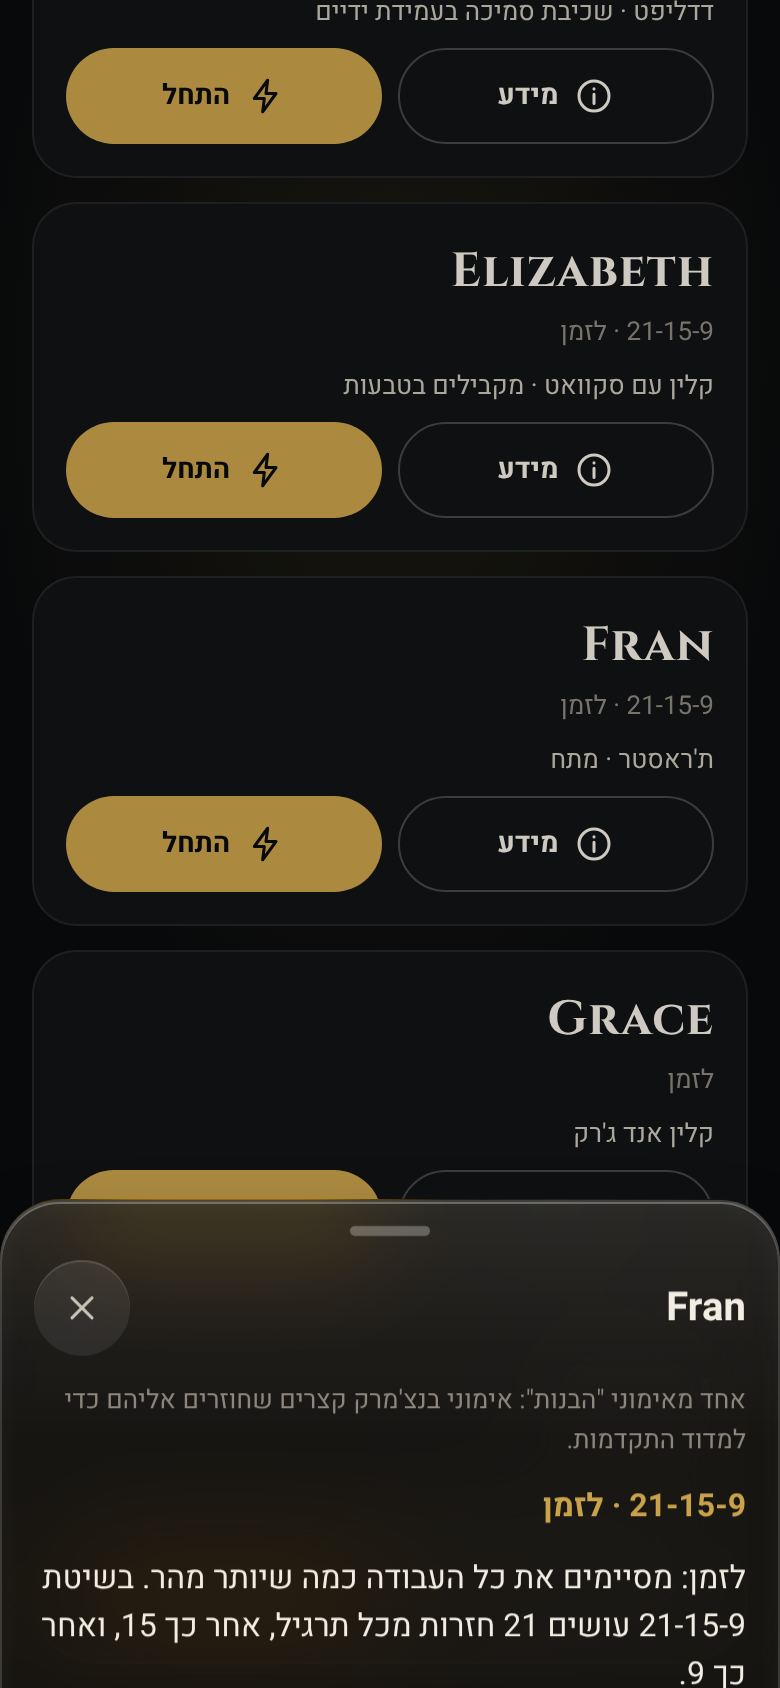 דדליפט · שכיבת סמיכה בעמידת ידיים
מידע
התחל
ELIZABETH
21-15-9 · לזמן
קלין עם סקוואט · מקבילים בטבעות
מידע
התחל
FRAN
21-15-9 · לזמן
ת'ראסטר · מתח
מידע
התחל
GRACE
לזמן
קלין אנד ג'רק
Fran
אחד מאימוני "הבנות": אימוני בנצ'מרק קצרים שחוזרים אליהם כדי
למדוד התקדמות.
21-15-9 · לזמן
לזמן: מסיימים את כל העבודה כמה שיותר מהר. בשיטת
21-15-9 עושים 21 חזרות מכל תרגיל, אחר כך 15, ואחר
כך 9.